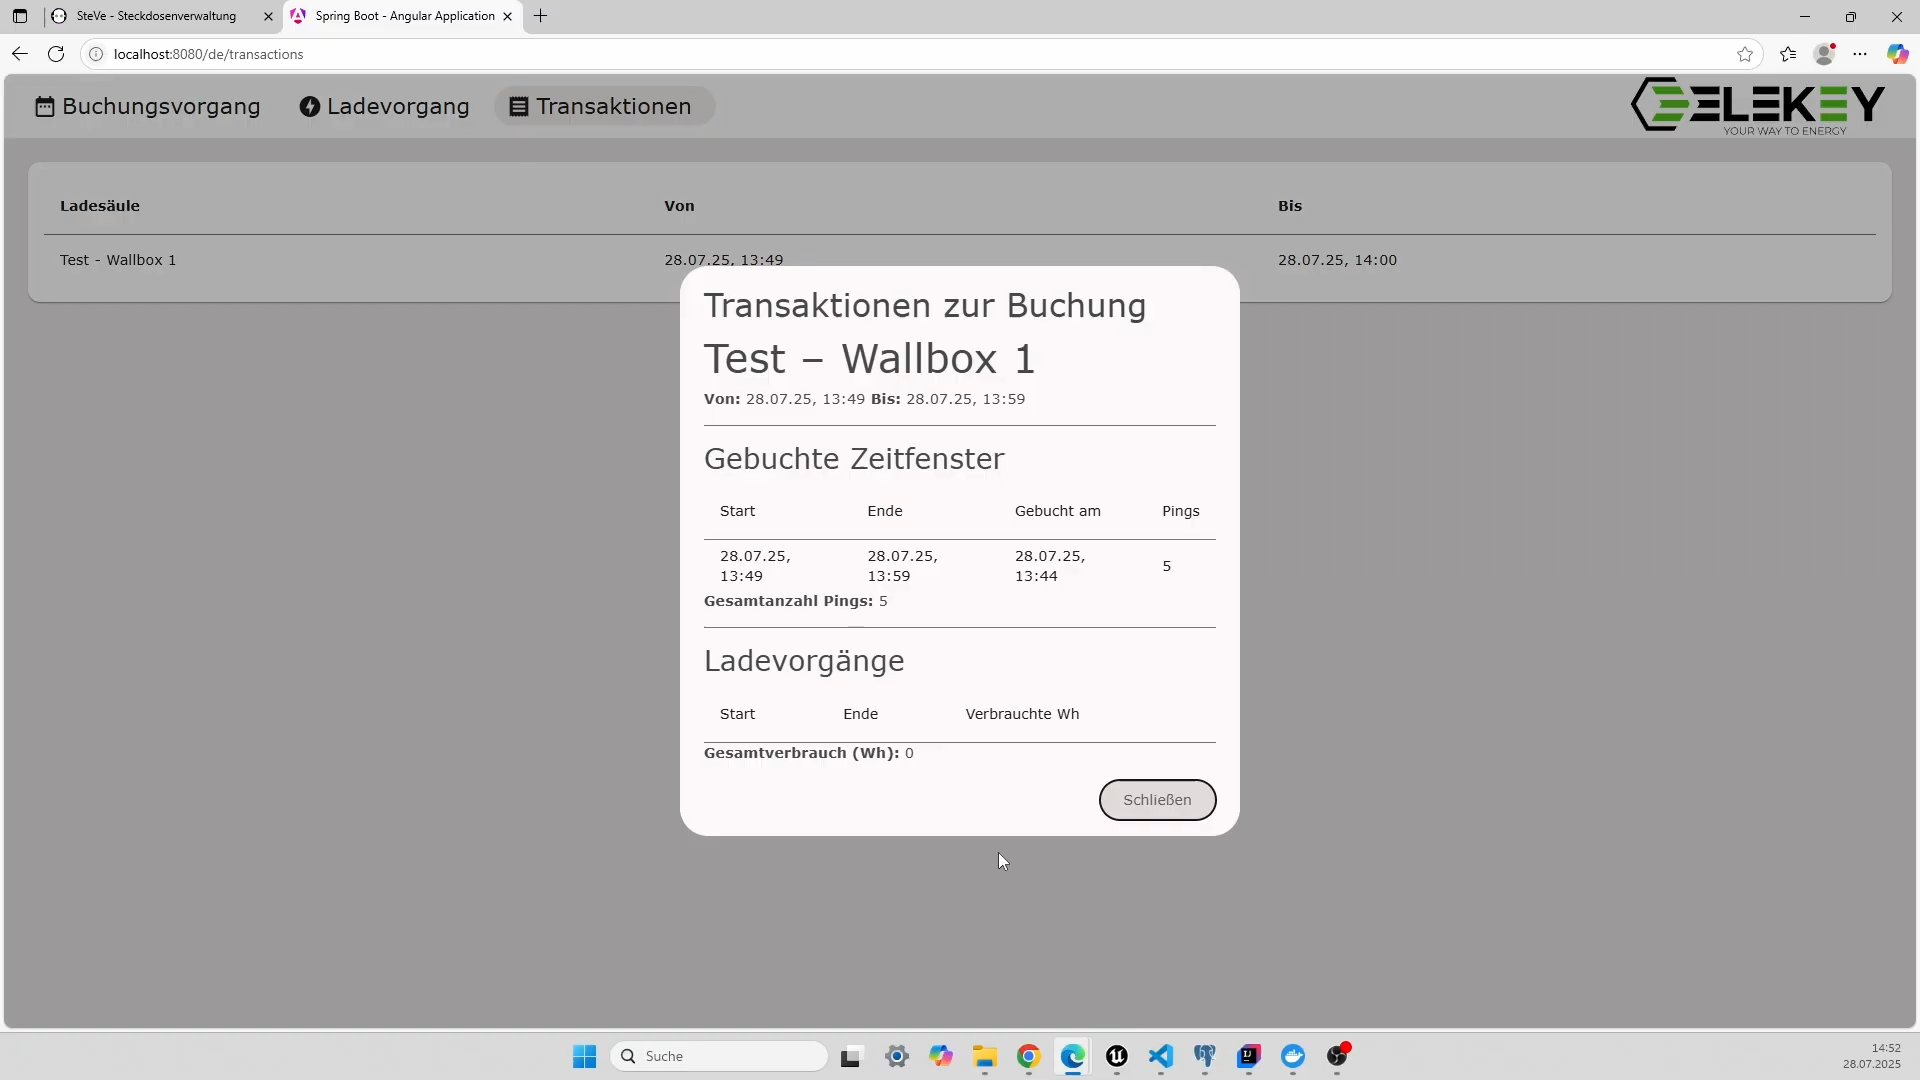 SteVe - Steckdosenverwaltung
Spring Boot - Angular Application
localhost:8080/de/transactions
Buchungsvorgang
Ladevorgang
Transaktionen
ELEKEY
YOUR WAY TO ENERGY
Ladesäule Von Bis
Test - Wallbox 1 28.07.25, 13:49 28.07.25, 14:00
Transaktionen zur Buchung
Test – Wallbox 1
Von: 28.07.25, 13:49 Bis: 28.07.25, 13:59
Gebuchte Zeitfenster
Start Ende Gebucht am Pings
28.07.25, 13:49 28.07.25, 13:59 28.07.25, 13:44 5
Gesamtanzahl Pings: 5
Ladevorgänge
Start Ende Verbrauchte Wh
Gesamtverbrauch (Wh): 0
Schließen
Suche
14:52
28.07.2025